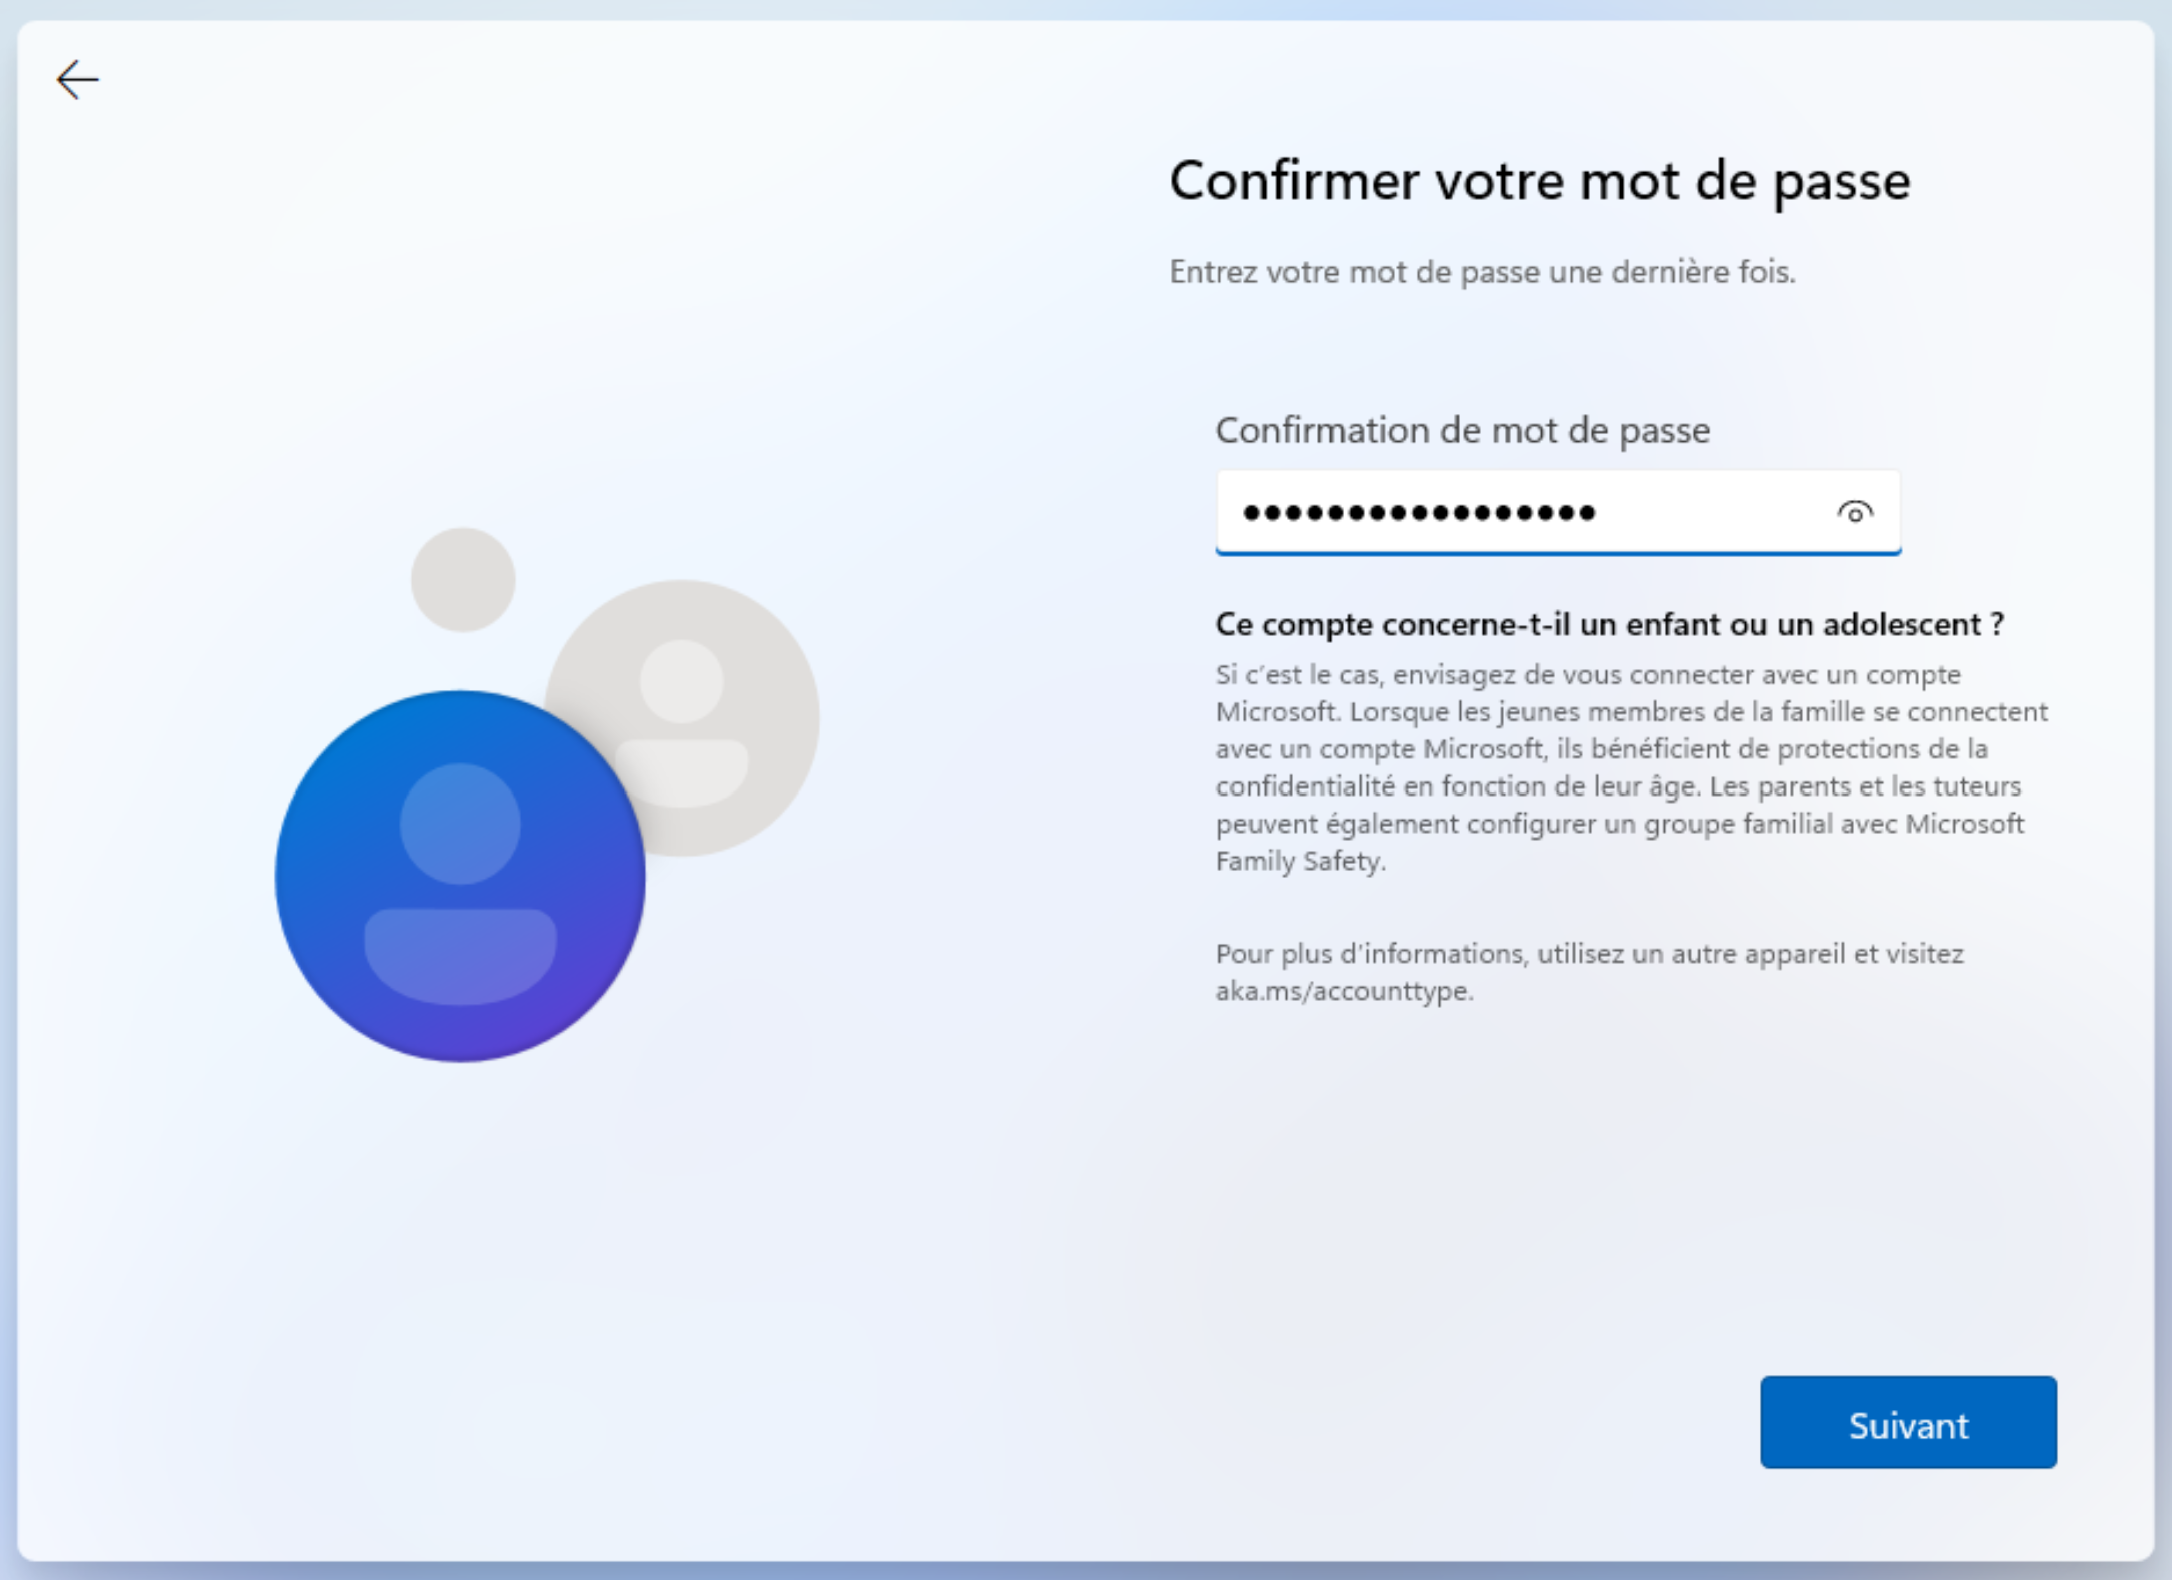 Confirmer votre mot de passe
Entrez votre mot de passe une dernière fois.
Confirmation de mot de passe
•••••••••••••••••
Ce compte concerne-t-il un enfant ou un adolescent ?
Si c’est le cas, envisagez de vous connecter avec un compte
Microsoft. Lorsque les jeunes membres de la famille se connectent
avec un compte Microsoft, ils bénéficient de protections de la
confidentialité en fonction de leur âge. Les parents et les tuteurs
peuvent également configurer un groupe familial avec Microsoft
Family Safety.
Pour plus d’informations, utilisez un autre appareil et visitez
aka.ms/accounttype.
Suivant